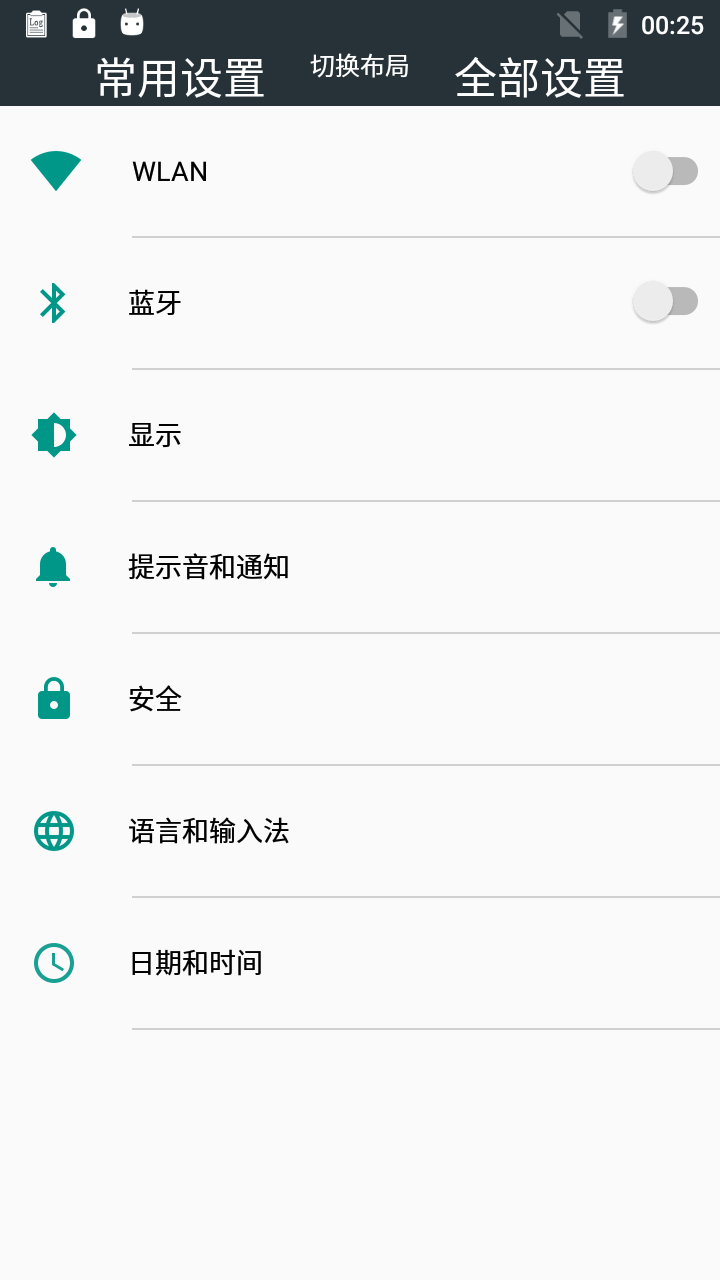 Log 00:25
常用设置 切换布局 全部设置
WLAN
蓝牙
显示
提示音和通知
安全
语言和输入法
日期和时间